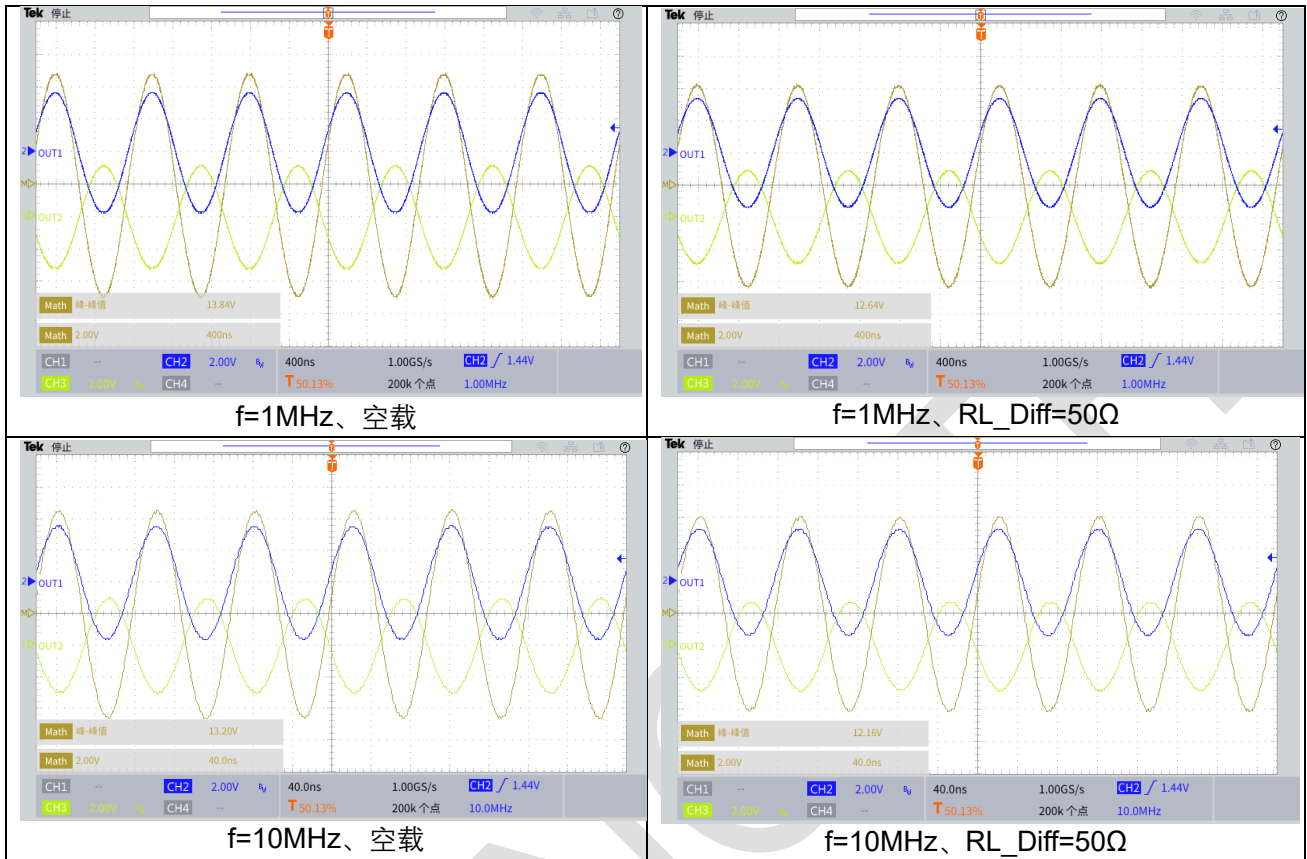 Tek 停止
T
T
2 OUT1
M
OUT2
Math 峰-峰值 13.84V
Math 2.00V 400ns
CH1 -- CH2 2.00V Bw 400ns 1.00GS/s CH2 / 1.44V
CH3 2.00V Bw CH4 -- T 50.13% 200k 个点 1.00MHz
f=1MHz、空载
Tek 停止
T
T
2 OUT1
M
OUT2
Math 峰-峰值 12.64V
Math 2.00V 400ns
CH1 -- CH2 2.00V Bw 400ns 1.00GS/s CH2 / 1.44V
CH3 2.00V Bw CH4 -- T 50.13% 200k 个点 1.00MHz
f=1MHz、RL_Diff=50Ω
Tek 停止
T
T
2 OUT1
M
OUT2
Math 峰-峰值 13.20V
Math 2.00V 40.0ns
CH1 -- CH2 2.00V Bw 40.0ns 1.00GS/s CH2 / 1.44V
CH3 2.00V Bw CH4 -- T 50.13% 200k 个点 10.0MHz
f=10MHz、空载
Tek 停止
T
T
2 OUT1
M
OUT2
Math 峰-峰值 12.16V
Math 2.00V 40.0ns
CH1 -- CH2 2.00V Bw 40.0ns 1.00GS/s CH2 / 1.44V
CH3 2.00V Bw CH4 -- T 50.13% 200k 个点 10.0MHz
f=10MHz、RL_Diff=50Ω